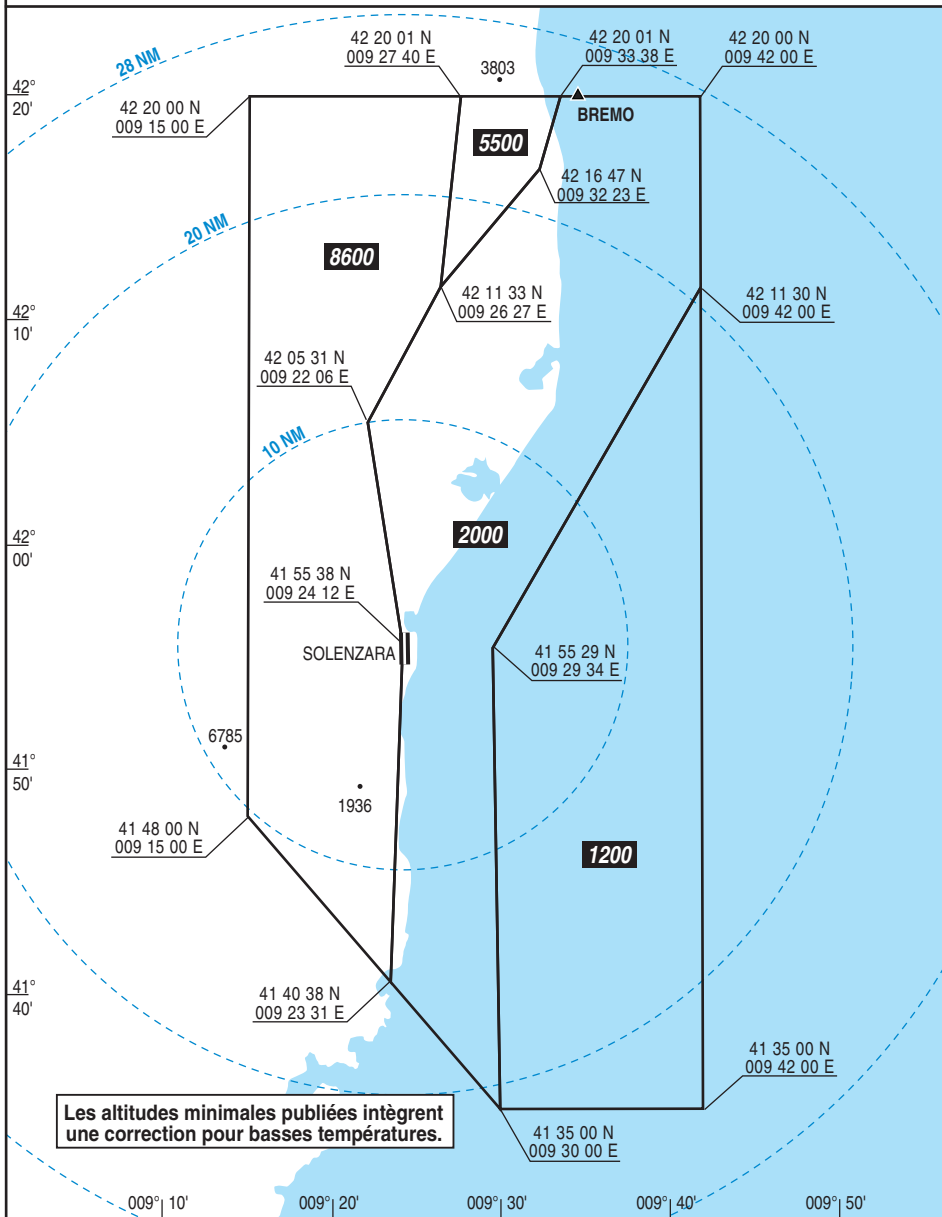 28 NM
42 20 01 N
009 27 40 E
3803
42 20 01 N
009 33 38 E
42 20 00 N
009 42 00 E
42°
20'
42 20 00 N
009 15 00 E
BREMO
5500
42 16 47 N
009 32 23 E
20 NM
8600
42 11 33 N
009 26 27 E
42 11 30 N
009 42 00 E
42°
10'
42 05 31 N
009 22 06 E
10 NM
2000
42°
00'
41 55 38 N
009 24 12 E
SOLENZARA
41 55 29 N
009 29 34 E
6785
41°
50'
1936
41 48 00 N
009 15 00 E
1200
41°
40'
41 40 38 N
009 23 31 E
41 35 00 N
009 42 00 E
Les altitudes minimales publiées intègrent
une correction pour basses températures.
41 35 00 N
009 30 00 E
009° 10'
009° 20'
009° 30'
009° 40'
009° 50'